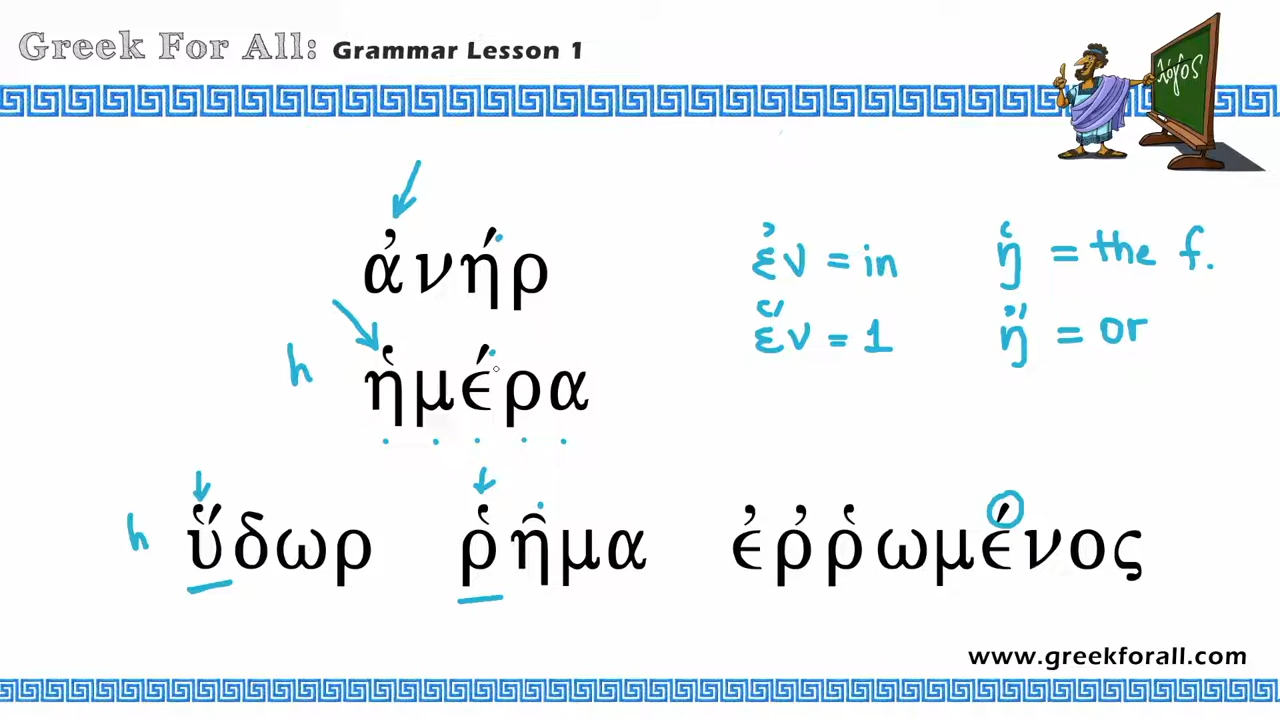 Greek For All: Grammar Lesson 1
λόγος
ἀνήρ
ἐν = in
ἡ = the f.
h
ἡμέρα
ἕν = 1
ἤ = or
h
ὕδωρ ῥῆμα ἐῤῥωμένος
www.greekforall.com